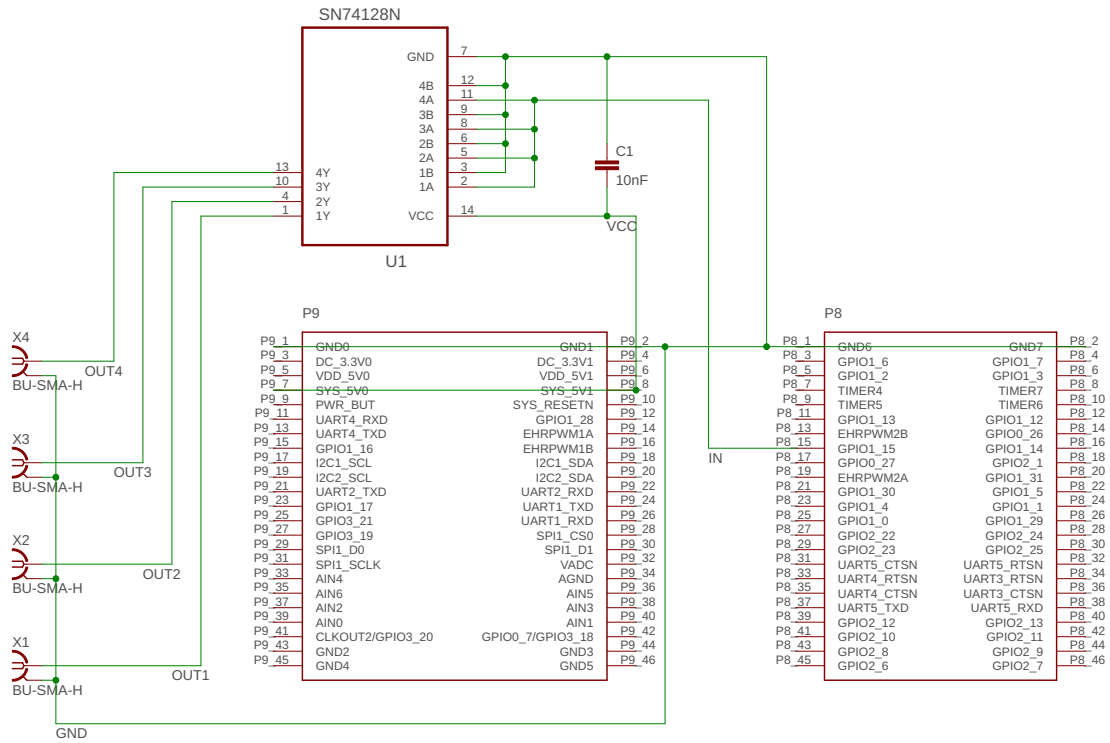 SN74128N
GND 7
4B 12
4A 11
3B 9
3A 8
2B 6
2A 5
1B 3
1A 2
VCC 14
13 4Y
10 3Y
4 2Y
1 1Y
U1
C1
10nF
VCC
X4
OUT4
BU-SMA-H
X3
OUT3
BU-SMA-H
X2
OUT2
BU-SMA-H
X1
OUT1
BU-SMA-H
GND
IN
P9
P9_1 GND0 GND1 P9_2
P9_3 DC_3.3V0 DC_3.3V1 P9_4
P9_5 VDD_5V0 VDD_5V1 P9_6
P9_7 SYS_5V0 SYS_5V1 P9_8
P9_9 PWR_BUT SYS_RESETN P9_10
P9_11 UART4_RXD GPIO1_28 P9_12
P9_13 UART4_TXD EHRPWM1A P9_14
P9_15 GPIO1_16 EHRPWM1B P9_16
P9_17 I2C1_SCL I2C1_SDA P9_18
P9_19 I2C2_SCL I2C2_SDA P9_20
P9_21 UART2_TXD UART2_RXD P9_22
P9_23 GPIO1_17 UART1_TXD P9_24
P9_25 GPIO3_21 UART1_RXD P9_26
P9_27 GPIO3_19 SPI1_CS0 P9_28
P9_29 SPI1_D0 SPI1_D1 P9_30
P9_31 SPI1_SCLK VADC P9_32
P9_33 AIN4 AGND P9_34
P9_35 AIN6 AIN5 P9_36
P9_37 AIN2 AIN3 P9_38
P9_39 AIN0 AIN1 P9_40
P9_41 CLKOUT2/GPIO3_20 GPIO0_7/GPIO3_18 P9_42
P9_43 GND2 GND3 P9_44
P9_45 GND4 GND5 P9_46
P8
P8_1 GND6 GND7 P8_2
P8_3 GPIO1_6 GPIO1_7 P8_4
P8_5 GPIO1_2 GPIO1_3 P8_6
P8_7 TIMER4 TIMER7 P8_8
P8_9 TIMER5 TIMER6 P8_10
P8_11 GPIO1_13 GPIO1_12 P8_12
P8_13 EHRPWM2B GPIO0_26 P8_14
P8_15 GPIO1_15 GPIO1_14 P8_16
P8_17 GPIO0_27 GPIO2_1 P8_18
P8_19 EHRPWM2A GPIO1_31 P8_20
P8_21 GPIO1_30 GPIO1_5 P8_22
P8_23 GPIO1_4 GPIO1_1 P8_24
P8_25 GPIO1_0 GPIO1_29 P8_26
P8_27 GPIO2_22 GPIO2_24 P8_28
P8_29 GPIO2_23 GPIO2_25 P8_30
P8_31 UART5_CTSN UART5_RTSN P8_32
P8_33 UART4_RTSN UART3_RTSN P8_34
P8_35 UART4_CTSN UART3_CTSN P8_36
P8_37 UART5_TXD UART5_RXD P8_38
P8_39 GPIO2_12 GPIO2_13 P8_40
P8_41 GPIO2_10 GPIO2_11 P8_42
P8_43 GPIO2_8 GPIO2_9 P8_44
P8_45 GPIO2_6 GPIO2_7 P8_46